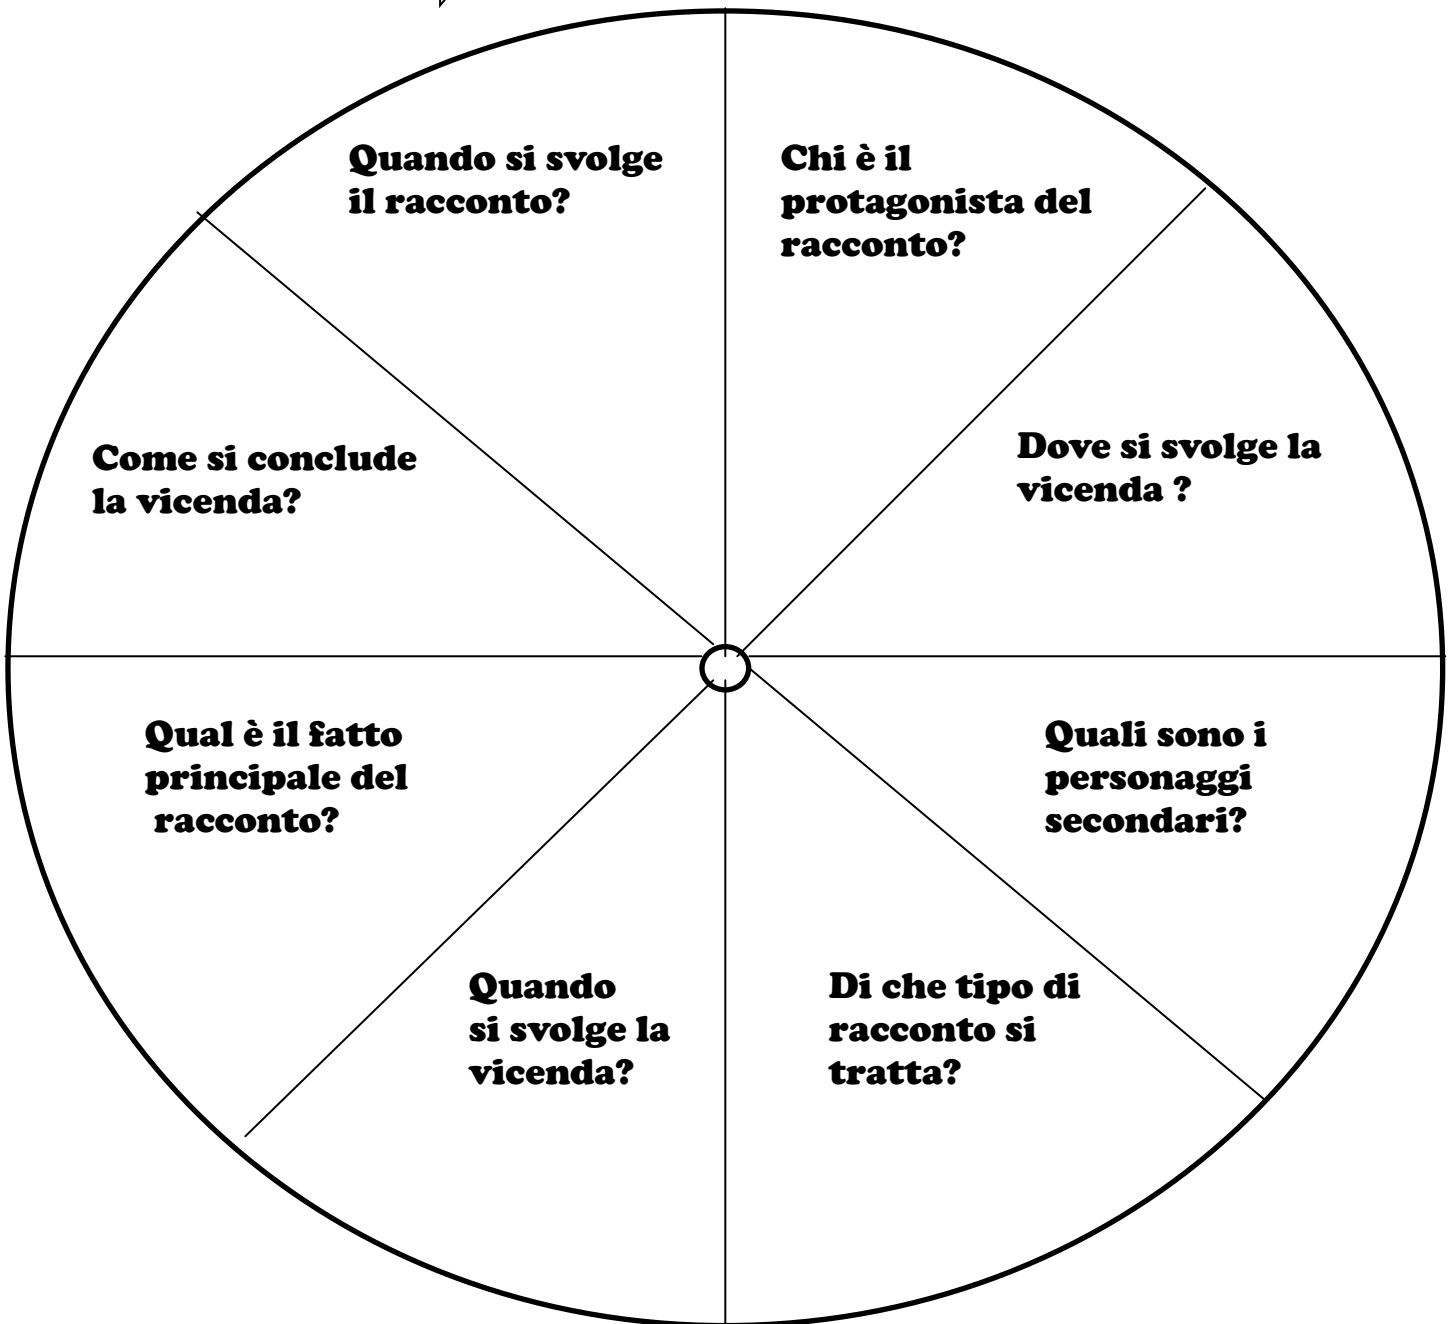 Quando si svolge
il racconto?
Chi è il
protagonista del
racconto?
Come si conclude
la vicenda?
Dove si svolge la
vicenda ?
Qual è il fatto
principale del
racconto?
Quali sono i
personaggi
secondari?
Quando
si svolge la
vicenda?
Di che tipo di
racconto si
tratta?